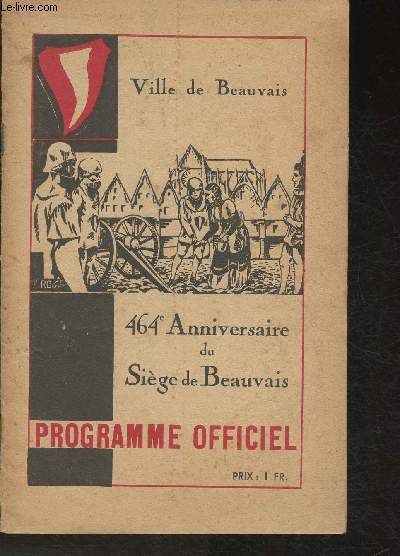 Le-livre.com
Ville de Beauvais
464e Anniversaire
du
Siège de Beauvais
PROGRAMME OFFICIEL
PRIX : 1 FR.